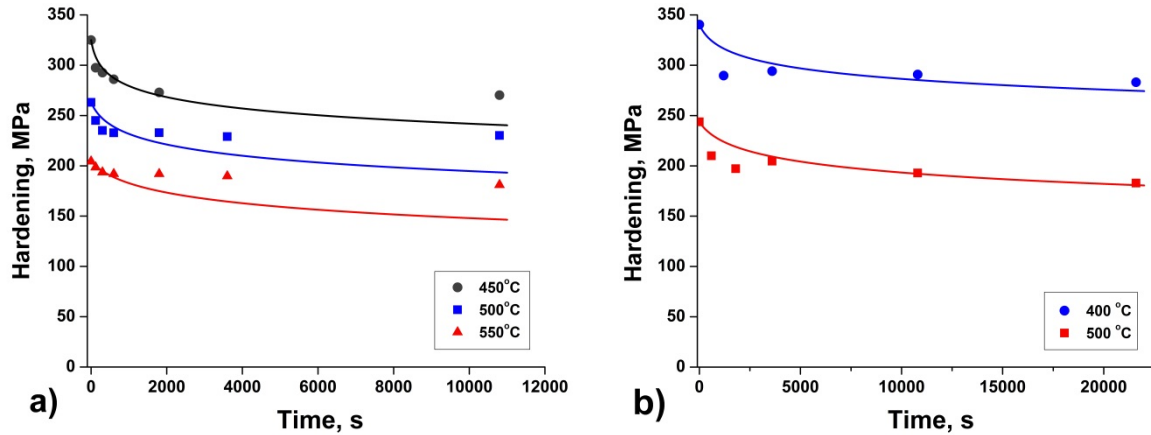 350
300
250
200
150
100
50
0
Hardening, MPa
0 2000 4000 6000 8000 10000 12000
Time, s
450°C
500°C
550°C
a)
350
300
250
200
150
100
50
0
Hardening, MPa
0 5000 10000 15000 20000
Time, s
400 °C
500 °C
b)